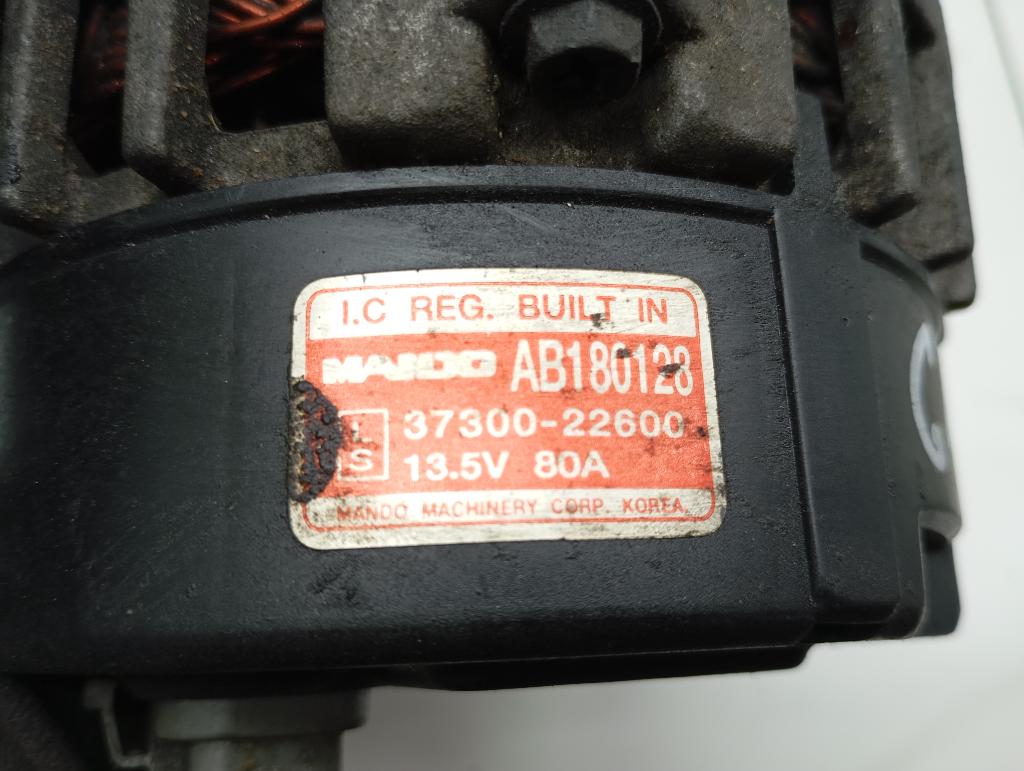 I.C REG. BUILT IN
MANDO AB180128
L 37300-22600
S 13.5V 80A
MANDO MACHINERY CORP. KOREA.
C